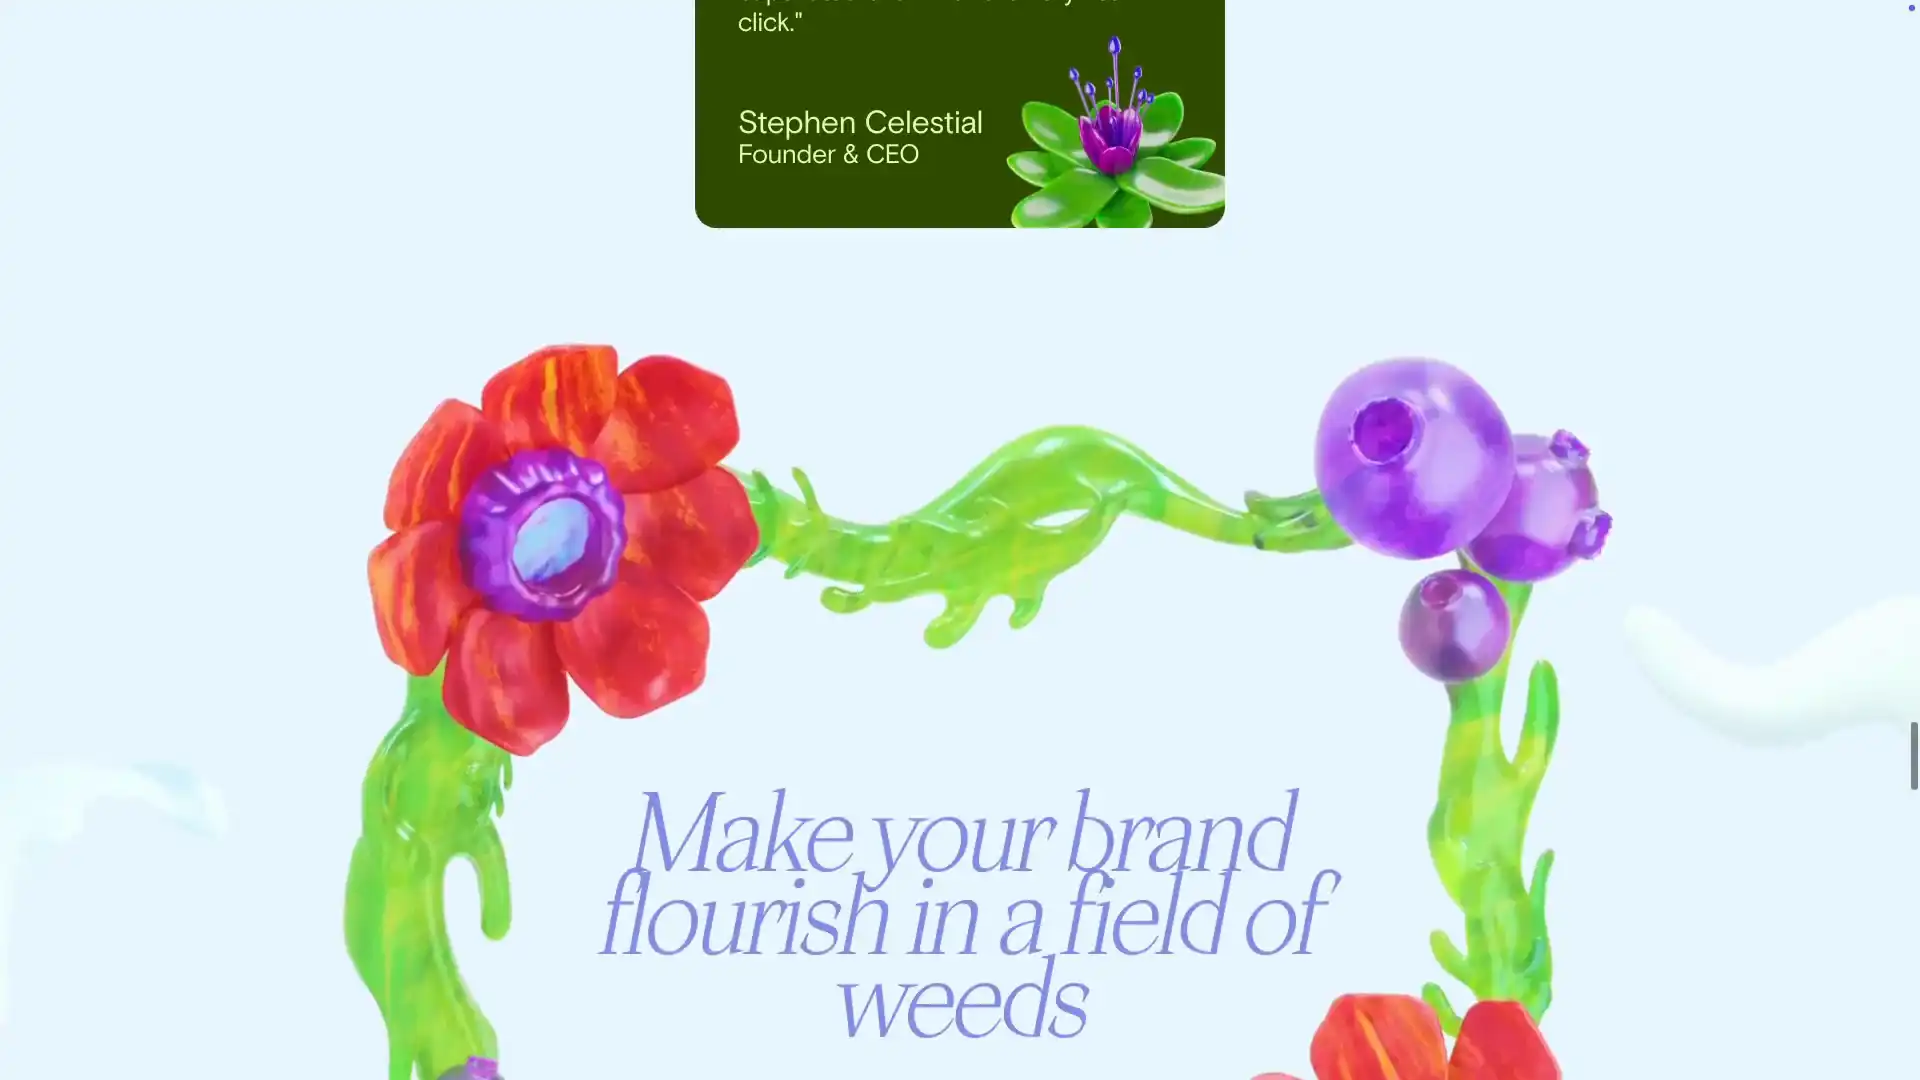 click."
Stephen Celestial
Founder & CEO
Make your brand
flourish in a field of
weeds